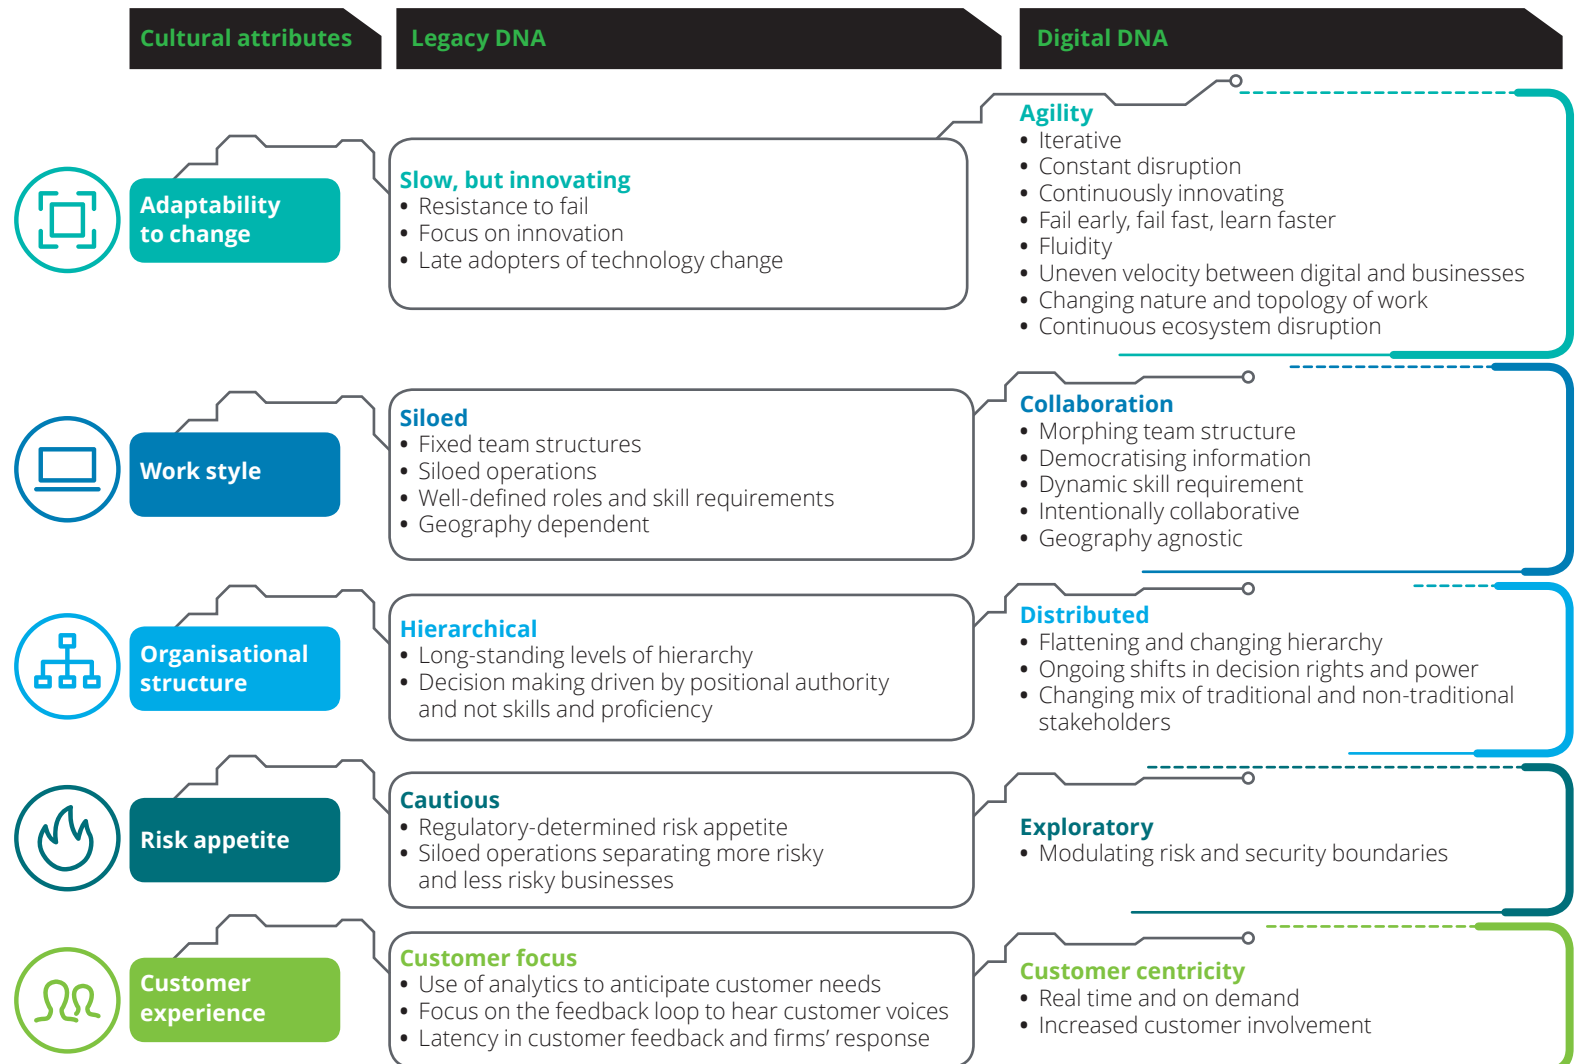 Cultural attributes
Legacy DNA
Digital DNA
Adaptability
to change
Slow, but innovating
• Resistance to fail
• Focus on innovation
• Late adopters of technology change
Agility
• Iterative
• Constant disruption
• Continuously innovating
• Fail early, fail fast, learn faster
• Fluidity
• Uneven velocity between digital and businesses
• Changing nature and topology of work
• Continuous ecosystem disruption
Work style
Siloed
• Fixed team structures
• Siloed operations
• Well-defined roles and skill requirements
• Geography dependent
Collaboration
• Morphing team structure
• Democratising information
• Dynamic skill requirement
• Intentionally collaborative
• Geography agnostic
Organisational
structure
Hierarchical
• Long-standing levels of hierarchy
• Decision making driven by positional authority
and not skills and proficiency
Distributed
• Flattening and changing hierarchy
• Ongoing shifts in decision rights and power
• Changing mix of traditional and non-traditional
stakeholders
Risk appetite
Cautious
• Regulatory-determined risk appetite
• Siloed operations separating more risky
and less risky businesses
Exploratory
• Modulating risk and security boundaries
Customer
experience
Customer focus
• Use of analytics to anticipate customer needs
• Focus on the feedback loop to hear customer voices
• Latency in customer feedback and firms’ response
Customer centricity
• Real time and on demand
• Increased customer involvement